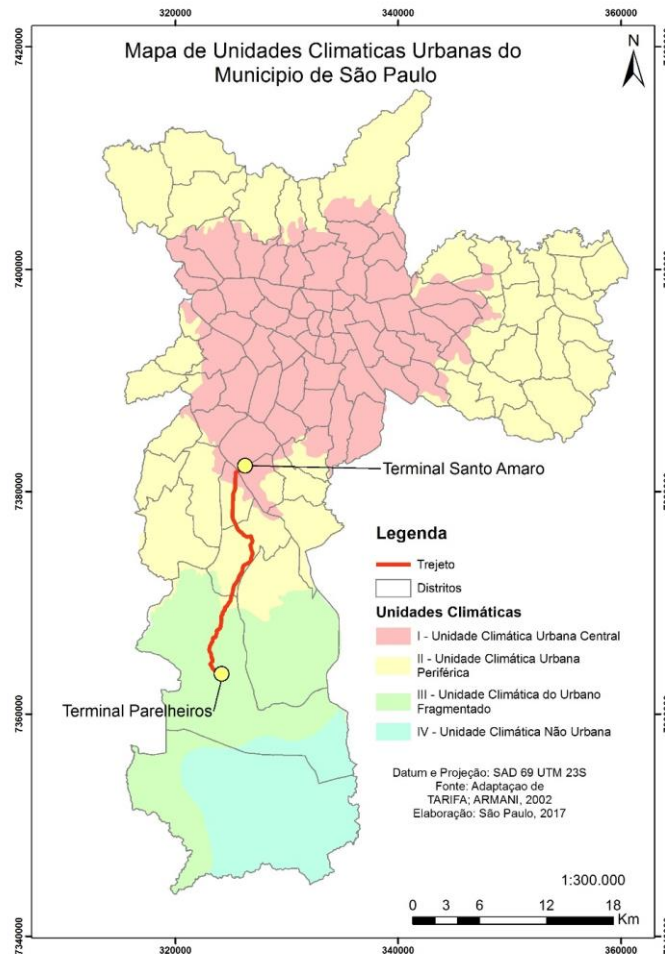 320000
340000
360000
7420000
Mapa de Unidades Climaticas Urbanas do
Municipio de São Paulo
N
7400000
Terminal Santo Amaro
7380000
Legenda
Trejeto
Distritos
Unidades Climáticas
I - Unidade Climática Urbana Central
II - Unidade Climática Urbana
Periférica
III - Unidade Climática do Urbano
Fragmentado
IV - Unidade Climática Não Urbana
Terminal Parelheiros
7360000
Datum e Projeção: SAD 69 UTM 23S
Fonte: Adaptaçao de
TARIFA; ARMANI, 2002
Elaboração: São Paulo, 2017
1:300.000
0 3 6 12 18
Km
7340000
320000
340000
360000